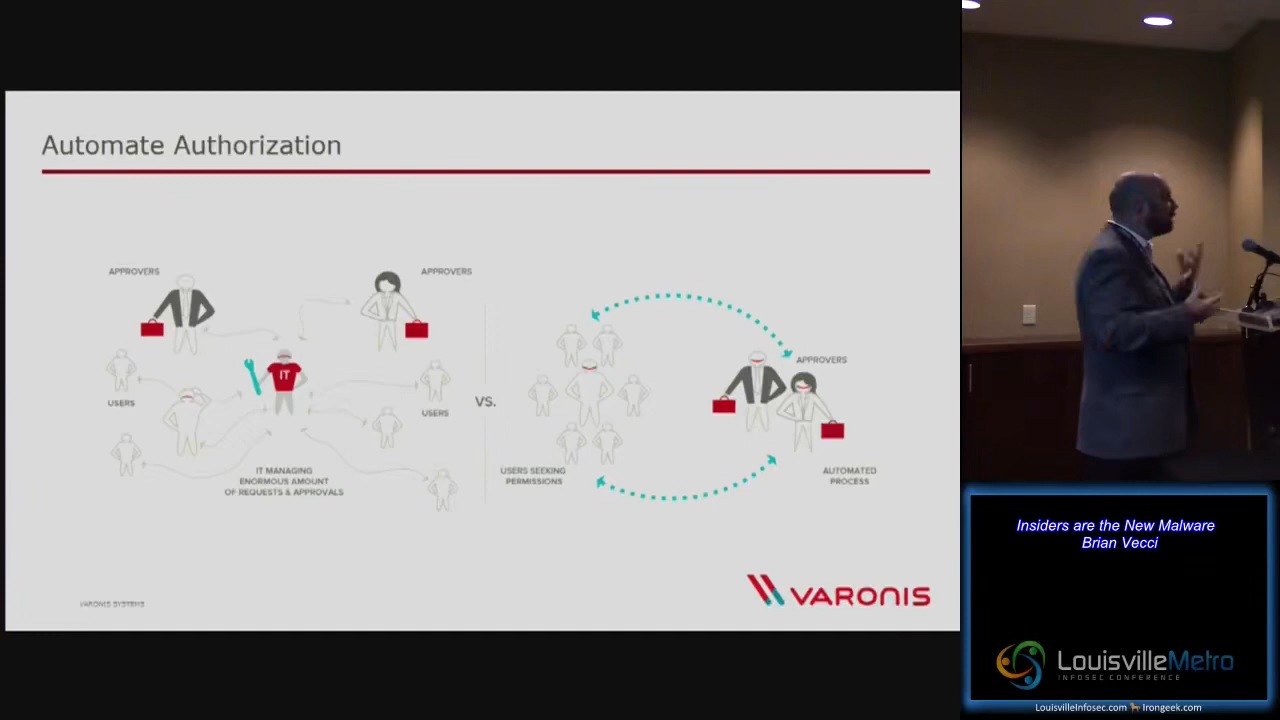 Automate Authorization
APPROVERS
APPROVERS
IT
USERS
USERS
IT MANAGING
ENORMOUS AMOUNT
OF REQUESTS & APPROVALS
VS.
USERS SEEKING
PERMISSIONS
APPROVERS
AUTOMATED
PROCESS
VARONIS SYSTEMS
VARONIS
Insiders are the New Malware
Brian Vecci
LouisvilleMetro
INFOSEC CONFERENCE
LouisvilleInfosec.com Irongeek.com